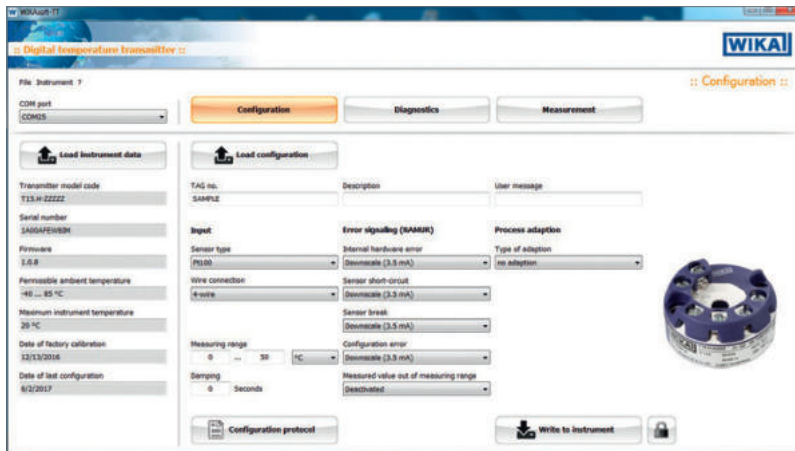 WIKAsoft-TT
:: Digital temperature transmitter ::
WIKA
File Instrument ?
:: Configuration ::
COM port
COM25
Configuration
Diagnostics
Measurement
Load instrument data
Load configuration
Transmitter model code
T15.H-ZZZZZ
TAG no.
SAMPLE
Description
User message
Serial number
Input
Error signaling (NAMUR)
Process adaption
Firmware
1.0.8
Sensor type
Pt100
Internal hardware error
Downscale (3.5 mA)
Type of adaption
no adaption
Permissible ambient temperature
-40 ... 85 °C
Wire connection
4-wire
Sensor short-circuit
Downscale (3.5 mA)
Maximum instrument temperature
20 °C
Sensor break
Downscale (3.5 mA)
Date of factory calibration
12/13/2016
Measuring range
0 ... 50 °C
Configuration error
Downscale (3.5 mA)
Date of last configuration
6/2/2017
Damping
0 Seconds
Measured value out of measuring range
Deactivated
Configuration protocol
Write to instrument
WIKA